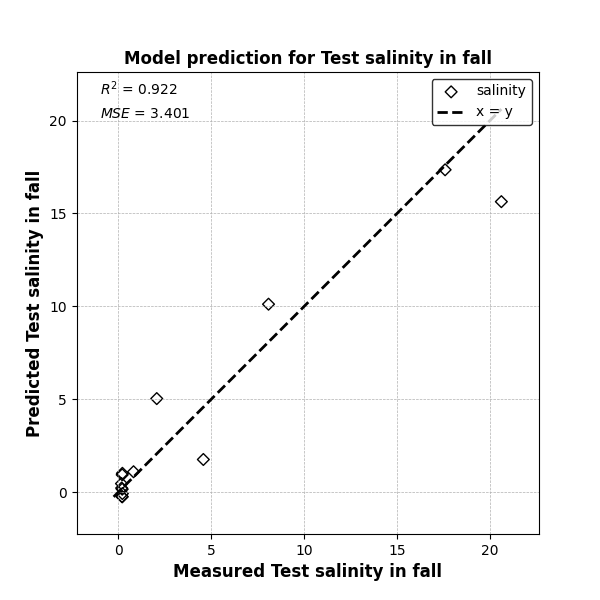 Model prediction for Test salinity in fall
R² = 0.922
MSE = 3.401
salinity
x = y
Predicted Test salinity in fall
20
15
10
5
0
0 5 10 15 20
Measured Test salinity in fall